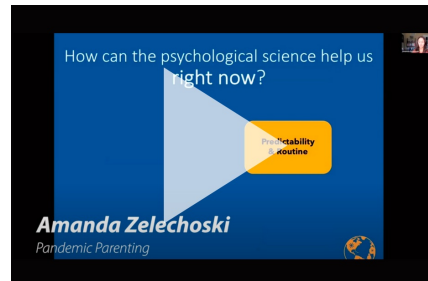 How can the psychological science help us
right now?
Predictability
& Routine
Amanda Zelechoski
Pandemic Parenting